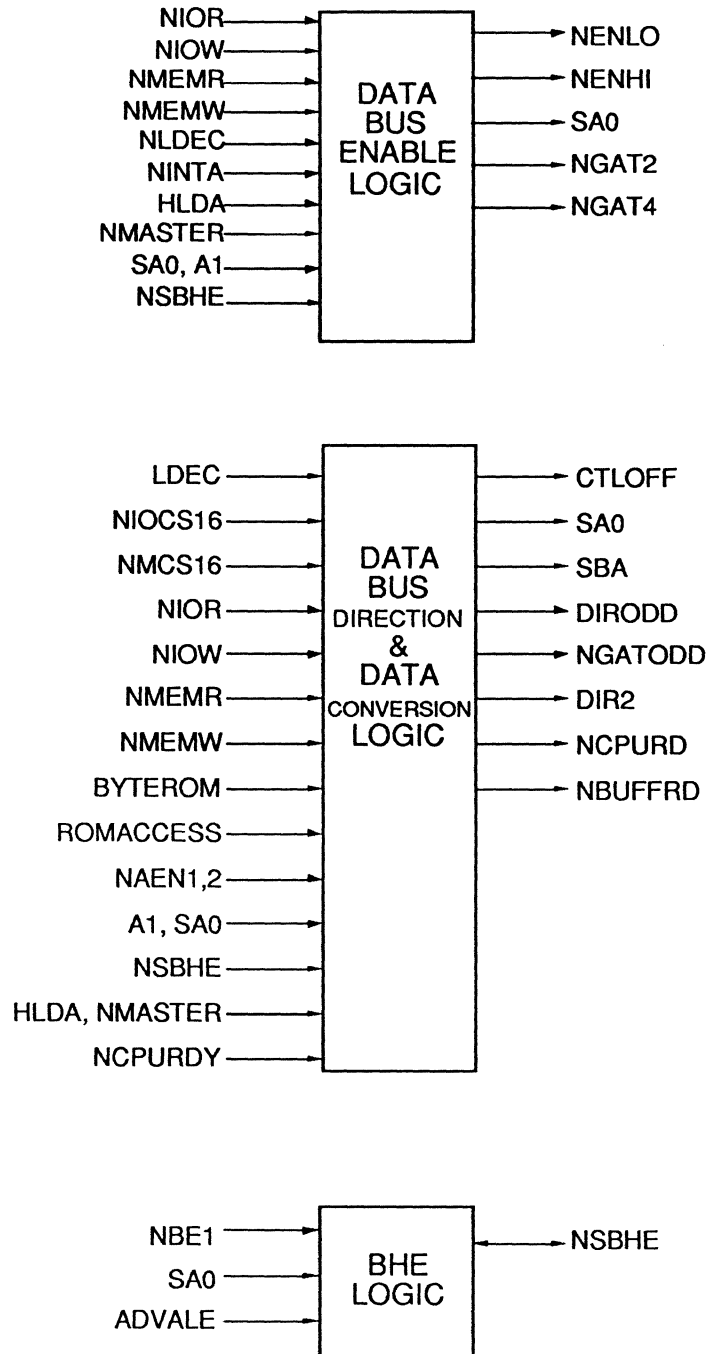 NIOR
NIOW
NMEMR
NMEMW
NLDEC
NINTA
HLDA
NMASTER
SA0, A1
NSBHE
DATA
BUS
ENABLE
LOGIC
NENLO
NENHI
SA0
NGAT2
NGAT4
LDEC
NIOCS16
NMCS16
NIOR
NIOW
NMEMR
NMEMW
BYTEROM
ROMACCESS
NAEN1,2
A1, SA0
NSBHE
HLDA, NMASTER
NCPURDY
DATA
BUS
DIRECTION
&
DATA
CONVERSION
LOGIC
CTLOFF
SA0
SBA
DIRODD
NGATODD
DIR2
NCPURD
NBUFFRD
NBE1
SA0
ADVALE
BHE
LOGIC
NSBHE